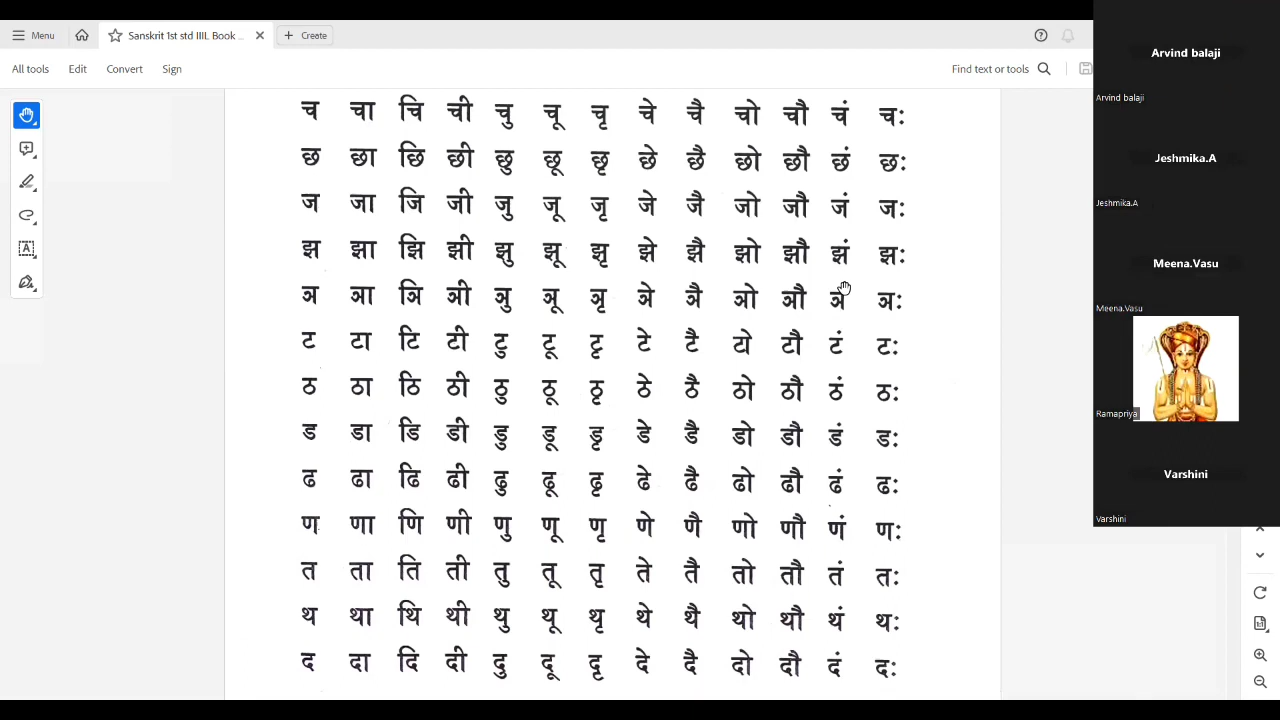 Menu
Sanskrit 1st std IIIL Book ...
Create
All tools Edit Convert Sign
Find text or tools
च चा चि ची चु चू चृ चे चै चो चौ चं चः
छ छा छि छी छु छू छृ छे छै छो छौ छं छः
ज जा जि जी जु जू जृ जे जै जो जौ जं जः
झ झा झि झी झु झू झृ झे झै झो झौ झं झः
ञ ञा ञि ञी ञु ञू ञृ ञे ञै ञो ञौ ञं ञः
ट टा टि टी टु टू टृ टे टै टो टौ टं टः
ठ ठा ठि ठी ठु ठू ठृ ठे ठै ठो ठौ ठं ठः
ड डा डि डी डु डू डृ डे डै डो डौ डं डः
ढ ढा ढि ढी ढु ढू ढृ ढे ढै ढो ढौ ढं ढः
ण णा णि णी णु णू णृ णे णै णो णौ णं णः
त ता ति ती तु तू तृ ते तै तो तौ तं तः
थ था थि थी थु थू थृ थे थै थो थौ थं थः
द दा दि दी दु दू दृ दे दै दो दौ दं दः
Arvind balaji
Arvind balaji
Jeshmika.A
Jeshmika.A
Meena.Vasu
Meena.Vasu
Ramapriya
Varshini
Varshini